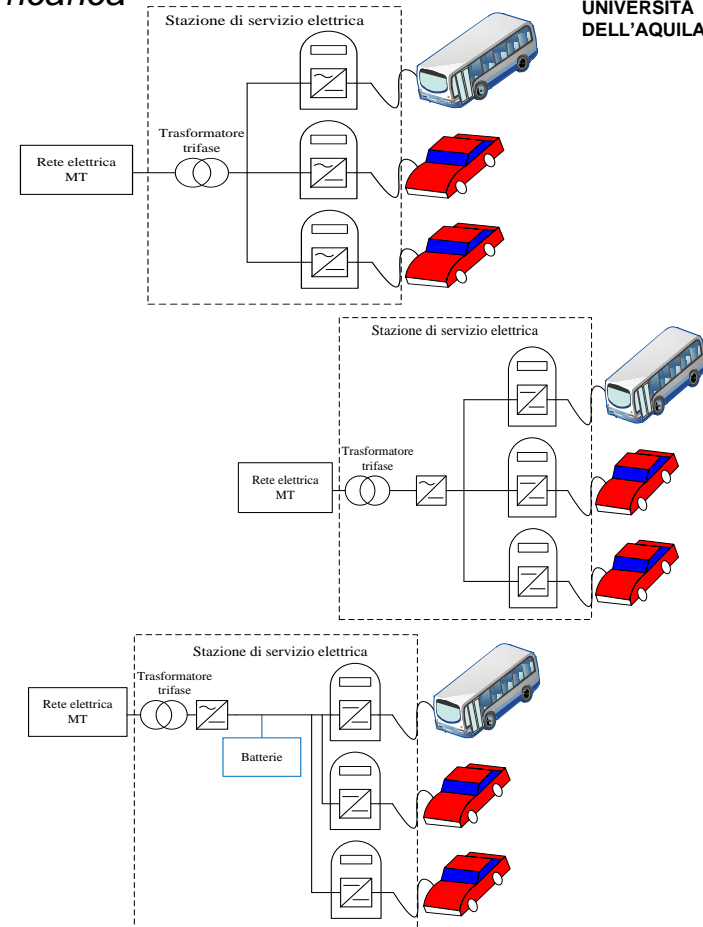 UNIVERSITÀ
DELL'AQUILA
Stazione di servizio elettrica
Trasformatore
trifase
Rete elettrica
MT
Stazione di servizio elettrica
Trasformatore
trifase
Rete elettrica
MT
Stazione di servizio elettrica
Trasformatore
trifase
Rete elettrica
MT
Batterie